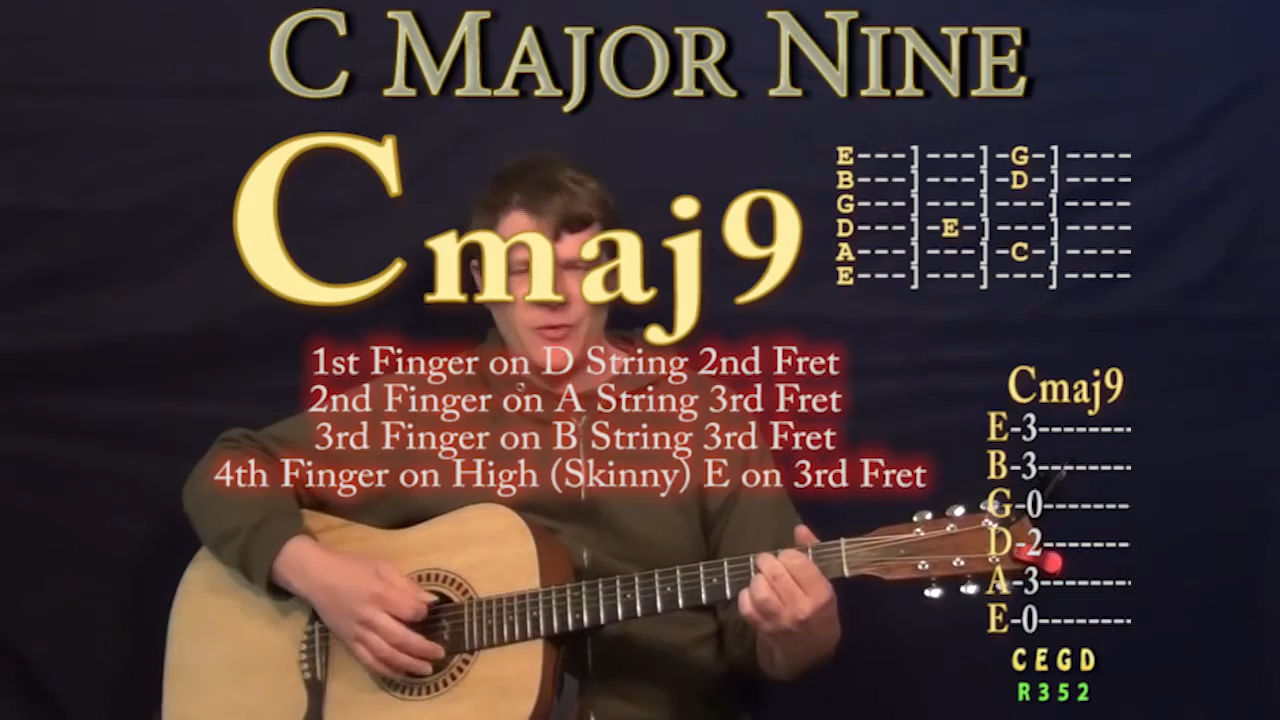 C MAJOR NINE
Cmaj9
E---]---]-G-]----
B---]---]-D-]----
G---]---]---]----
D---]-E-]---]----
A---]---]-C-]----
E---]---]---]----
1st Finger on D String 2nd Fret
2nd Finger on A String 3rd Fret
3rd Finger on B String 3rd Fret
4th Finger on High (Skinny) E on 3rd Fret
Cmaj9
E-3--------
B-3--------
G-0-------
D-2-------
A-3--------
E-0--------
C E G D
R 3 5 2